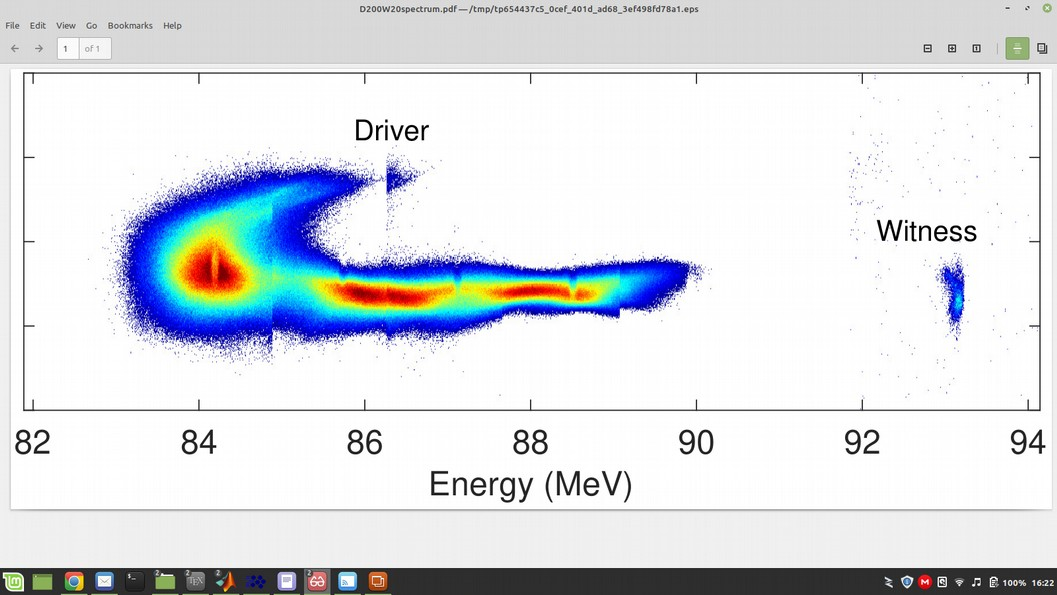 D200W20spectrum.pdf — /tmp/tp654437c5_0cef_401d_ad68_3ef498fd78a1.eps
File Edit View Go Bookmarks Help
1 of 1
Driver
Witness
82 84 86 88 90 92 94
Energy (MeV)
100% 16:22